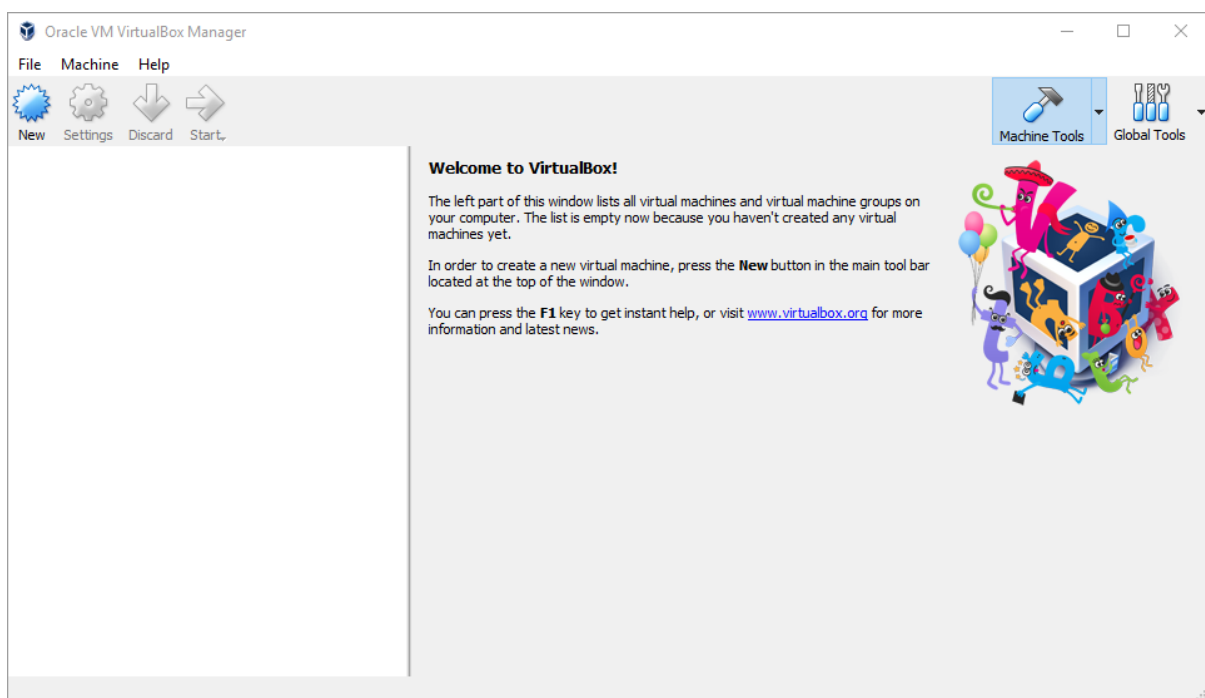 Oracle VM VirtualBox Manager
File Machine Help
New Settings Discard Start
Machine Tools Global Tools
Welcome to VirtualBox!
The left part of this window lists all virtual machines and virtual machine groups on
your computer. The list is empty now because you haven't created any virtual
machines yet.
In order to create a new virtual machine, press the New button in the main tool bar
located at the top of the window.
You can press the F1 key to get instant help, or visit www.virtualbox.org for more
information and latest news.